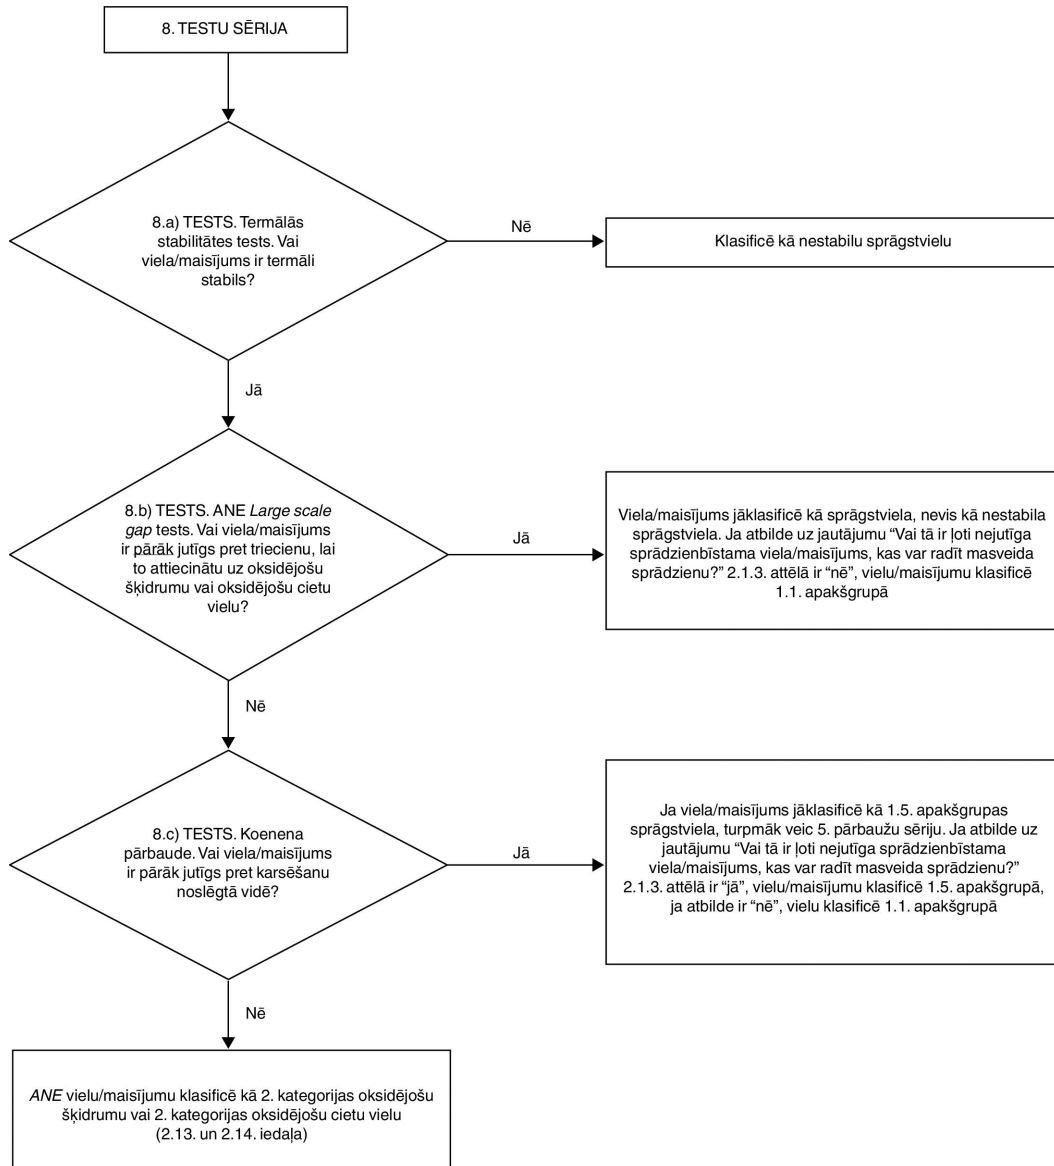 8. TESTU SĒRIJA
8.a) TESTS. Termālās
stabilitātes tests. Vai
viela/maisījums ir termāli
stabils?
Nē
Klasificē kā nestabilu sprāgstvielu
Jā
8.b) TESTS. ANE Large scale
gap tests. Vai viela/maisījums
ir pārāk jutīgs pret triecienu, lai
to attiecinātu uz oksidējošu
šķidrumu vai oksidējošu cietu
vielu?
Jā
Viela/maisījums jāklasificē kā sprāgstviela, nevis kā nestabila
sprāgstviela. Ja atbilde uz jautājumu “Vai tā ir ļoti nejutīga
sprādzienbīstama viela/maisījums, kas var radīt masveida
sprādzienu?” 2.1.3. attēlā ir “nē”, vielu/maisījumu klasificē
1.1. apakšgrupā
Nē
8.c) TESTS. Koenena
pārbaude. Vai viela/maisījums
ir pārāk jutīgs pret karsēšanu
noslēgtā vidē?
Jā
Ja viela/maisījums jāklasificē kā 1.5. apakšgrupas
sprāgstviela, turpmāk veic 5. pārbaužu sēriju. Ja atbilde uz
jautājumu “Vai tā ir ļoti nejutīga sprādzienbīstama
viela/maisījums, kas var radīt masveida sprādzienu?”
2.1.3. attēlā ir “jā”, vielu/maisījumu klasificē 1.5. apakšgrupā,
ja atbilde ir “nē”, vielu klasificē 1.1. apakšgrupā
Nē
ANE vielu/maisījumu klasificē kā 2. kategorijas oksidējošu
šķidrumu vai 2. kategorijas oksidējošu cietu vielu
(2.13. un 2.14. iedaļa)